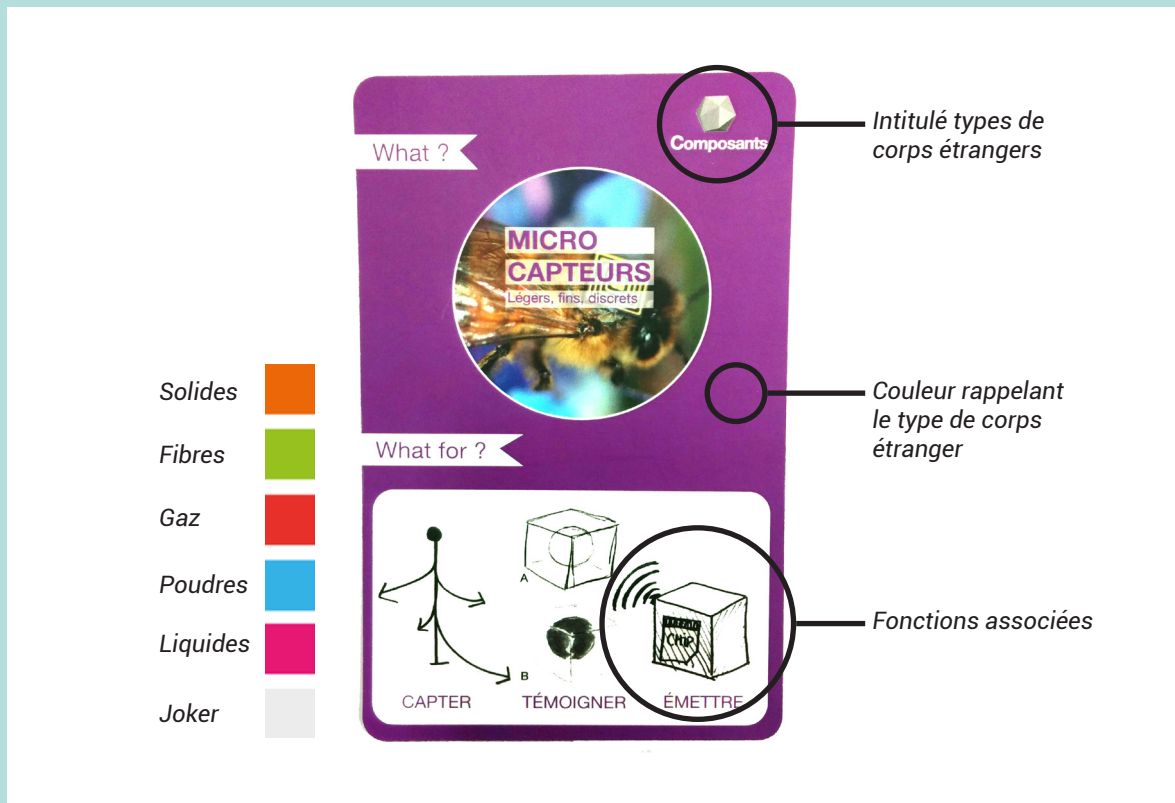 Composants
What ?
MICRO
CAPTEURS
Légers, fins, discrets
What for ?
A
B
CHIP
CAPTER
TÉMOIGNER
ÉMETTRE
Intitulé types de
corps étrangers
Couleur rappelant
le type de corps
étranger
Fonctions associées
Solides
Fibres
Gaz
Poudres
Liquides
Joker